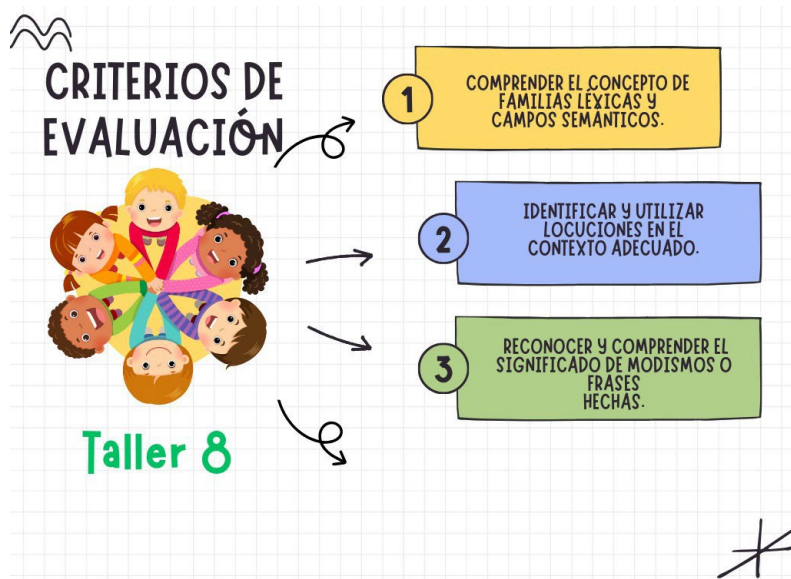 CRITERIOS DE
EVALUACIÓN
1
COMPRENDER EL CONCEPTO DE
FAMILIAS LÉXICAS Y
CAMPOS SEMÁNTICOS.
2
IDENTIFICAR Y UTILIZAR
LOCUCIONES EN EL
CONTEXTO ADECUADO.
3
RECONOCER Y COMPRENDER EL
SIGNIFICADO DE MODISMOS O
FRASES
HECHAS.
Taller 8